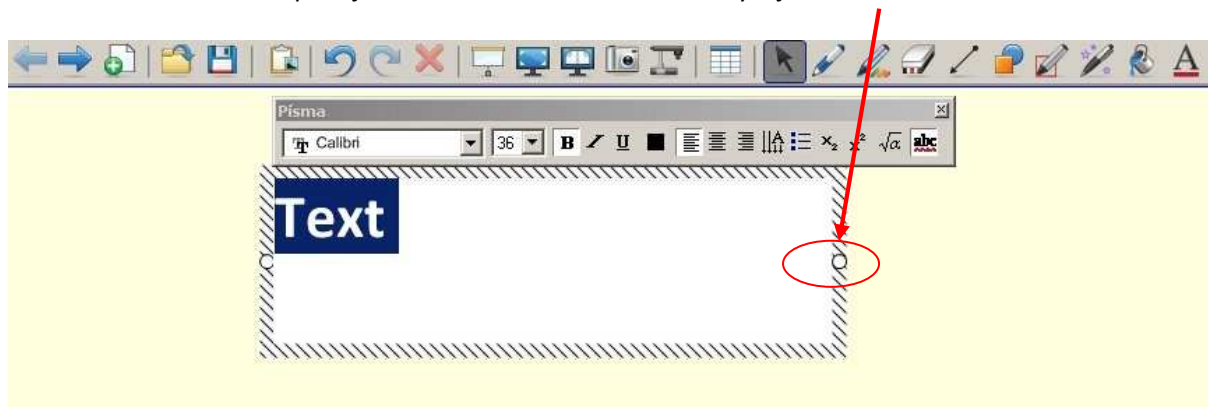 Písma
Calibri
36
B I U
x₂ x² √α abc
A
Text